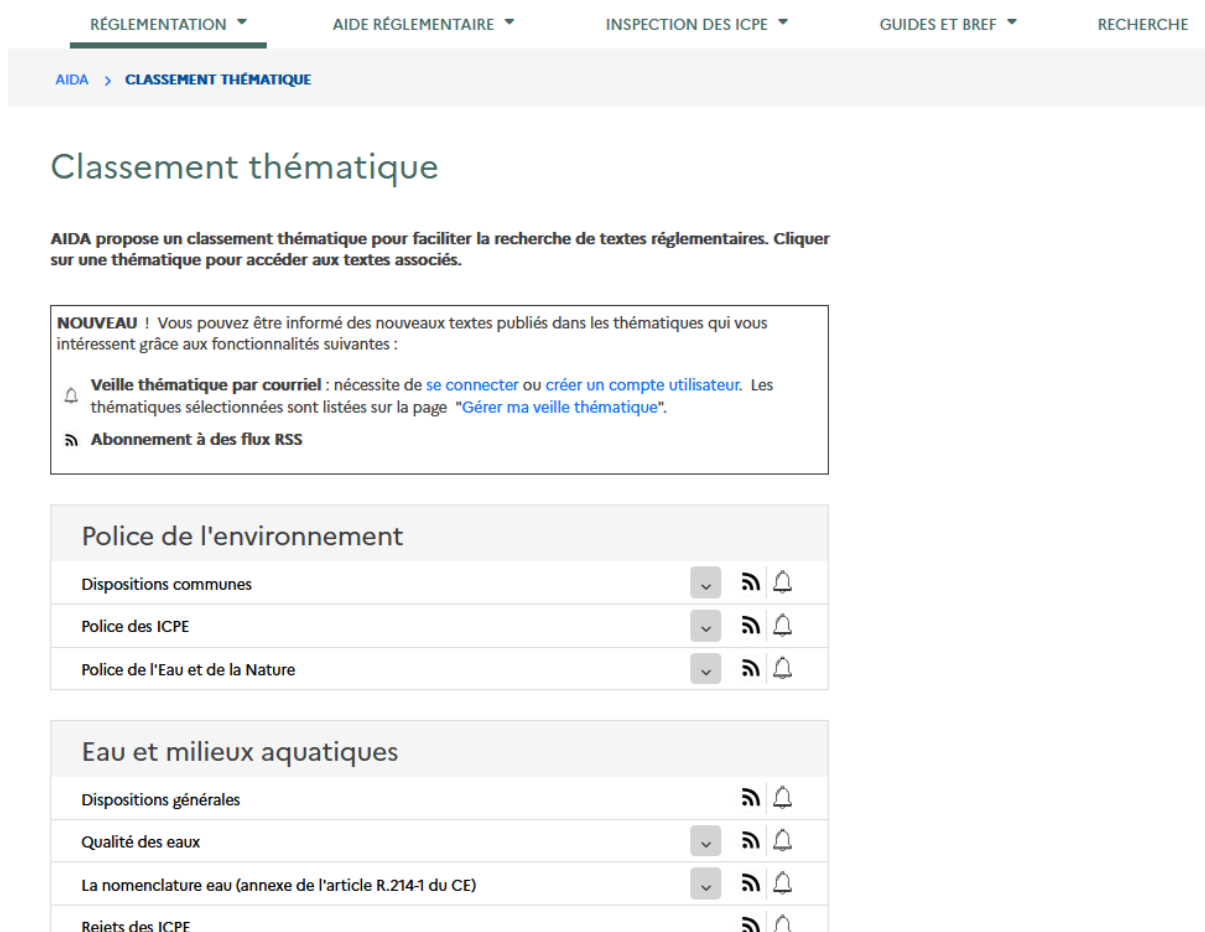 RÉGLEMENTATION
AIDE RÉGLEMENTAIRE
INSPECTION DES ICPE
GUIDES ET BREF
RECHERCHE
AIDA > CLASSEMENT THÉMATIQUE
Classement thématique
AIDA propose un classement thématique pour faciliter la recherche de textes réglementaires. Cliquer
sur une thématique pour accéder aux textes associés.
NOUVEAU ! Vous pouvez être informé des nouveaux textes publiés dans les thématiques qui vous
intéressent grâce aux fonctionnalités suivantes :
Veille thématique par courriel : nécessite de se connecter ou créer un compte utilisateur. Les
thématiques sélectionnées sont listées sur la page "Gérer ma veille thématique".
Abonnement à des flux RSS
Police de l'environnement
Dispositions communes
Police des ICPE
Police de l'Eau et de la Nature
Eau et milieux aquatiques
Dispositions générales
Qualité des eaux
La nomenclature eau (annexe de l'article R.214-1 du CE)
Rejets des ICPE